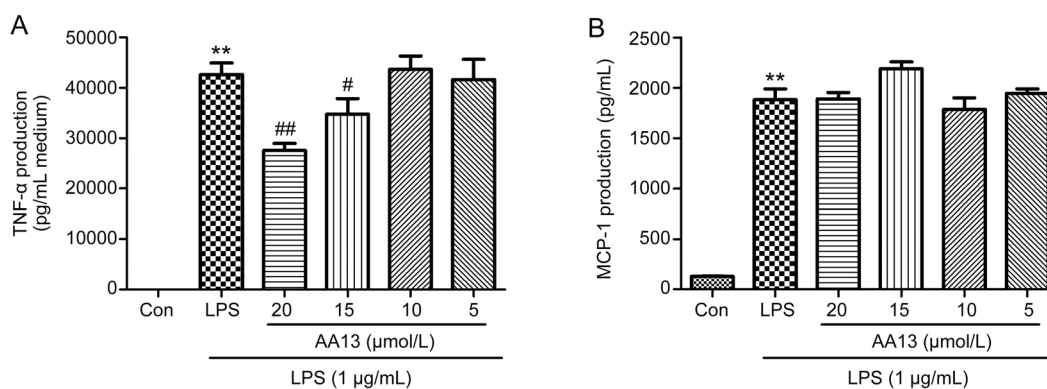 A
TNF-α production
(pg/mL medium)
50000
40000
30000
20000
10000
0
**
##
#
Con LPS 20 15 10 5
AA13 (μmol/L)
LPS (1 μg/mL)
B
MCP-1 production (pg/mL)
2500
2000
1500
1000
500
0
**
Con LPS 20 15 10 5
AA13 (μmol/L)
LPS (1 μg/mL)